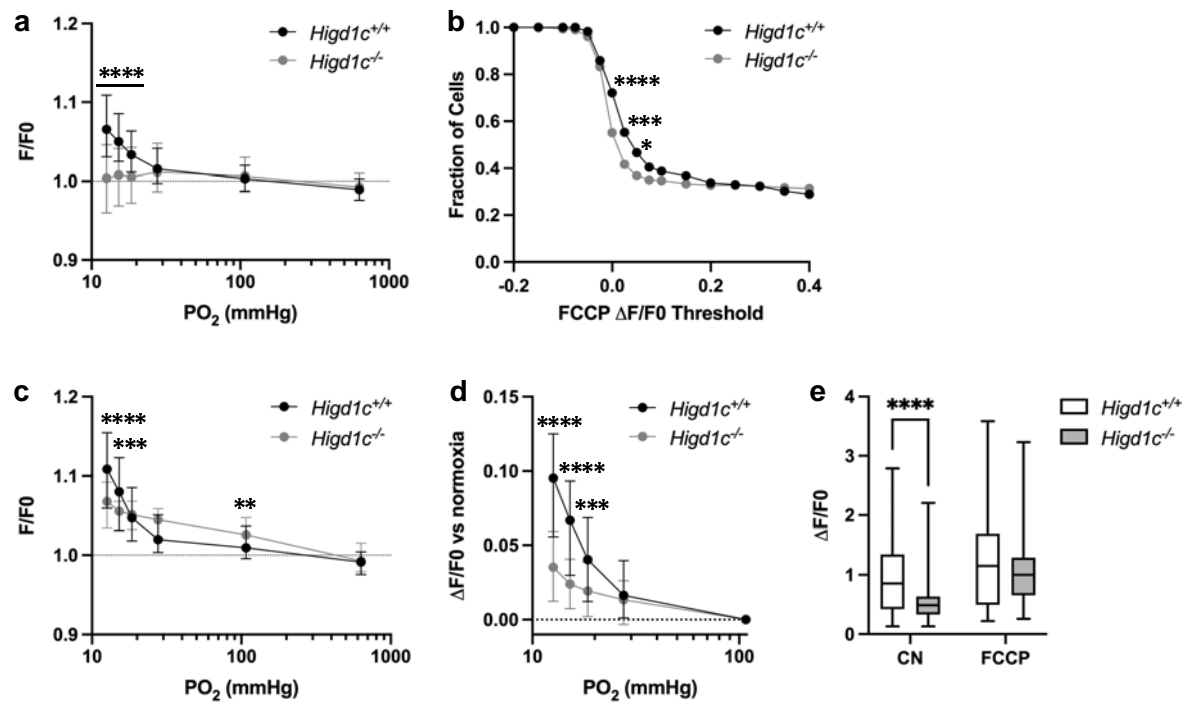 a
1.2
1.1
1.0
0.9
F/F0
****
Higd1c+/+
Higd1c-/-
10
100
1000
PO2 (mmHg)
b
1.0
0.8
0.6
0.4
0.2
0.0
Fraction of Cells
****
***
*
Higd1c+/+
Higd1c-/-
-0.2
0.0
0.2
0.4
FCCP ΔF/F0 Threshold
c
1.2
1.1
1.0
0.9
F/F0
****
***
**
Higd1c+/+
Higd1c-/-
10
100
1000
PO2 (mmHg)
d
0.15
0.10
0.05
0.00
ΔF/F0 vs normoxia
****
****
***
Higd1c+/+
Higd1c-/-
10
100
PO2 (mmHg)
e
4
3
2
1
0
ΔF/F0
****
Higd1c+/+
Higd1c-/-
CN
FCCP